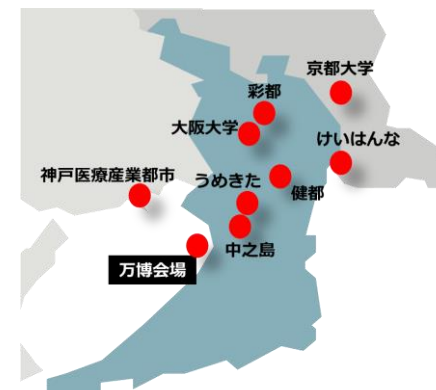 京都大学
彩都
大阪大学
けいはんな
神戸医療産業都市
うめきた
健都
中之島
万博会場